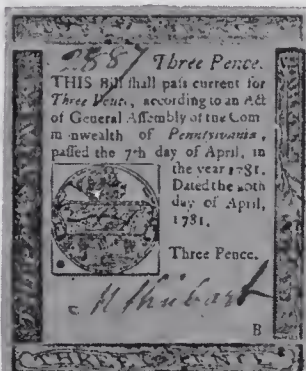 2887 Three Pence.
THIS Bill shall pass current for
Three Pence, according to an Act
of General Assembly of the Com
m nwealth of Pennsylvania,
passed the 7th day of April, in
the year 1781.
Dated the 20th
day of April,
1781.
Three Pence.
B
THREE PENCE